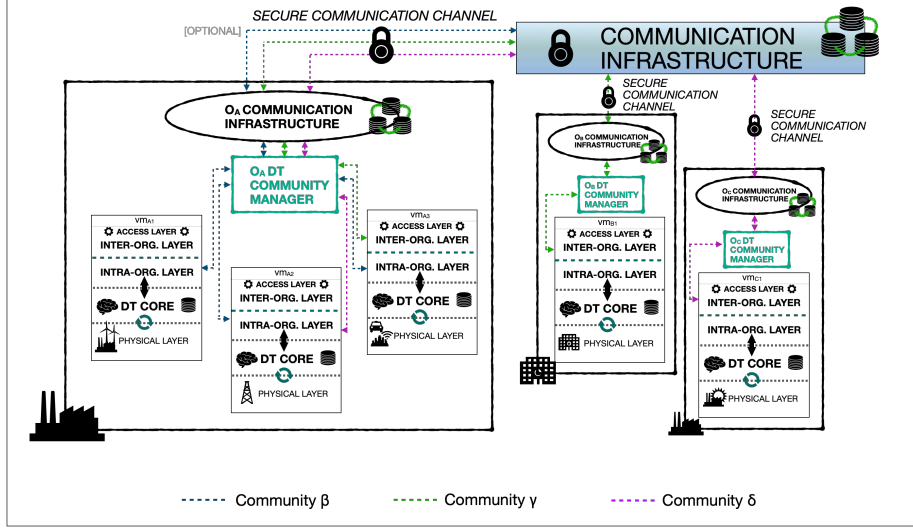 SECURE COMMUNICATION CHANNEL
[OPTIONAL]
COMMUNICATION
INFRASTRUCTURE
SECURE
COMMUNICATION
CHANNEL
SECURE
COMMUNICATION
CHANNEL
OA COMMUNICATION
INFRASTRUCTURE
OA DT
COMMUNITY
MANAGER
vmA1
ACCESS LAYER
INTER-ORG. LAYER
INTRA-ORG. LAYER
DT CORE
PHYSICAL LAYER
vmA2
ACCESS LAYER
INTER-ORG. LAYER
INTRA-ORG. LAYER
DT CORE
PHYSICAL LAYER
vmA3
ACCESS LAYER
INTER-ORG. LAYER
INTRA-ORG. LAYER
DT CORE
PHYSICAL LAYER
OB COMMUNICATION
INFRASTRUCTURE
OB DT
COMMUNITY
MANAGER
vmB1
ACCESS LAYER
INTER-ORG. LAYER
INTRA-ORG. LAYER
DT CORE
PHYSICAL LAYER
OC COMMUNICATION
INFRASTRUCTURE
OC DT
COMMUNITY
MANAGER
vmC1
ACCESS LAYER
INTER-ORG. LAYER
INTRA-ORG. LAYER
DT CORE
PHYSICAL LAYER
Community β
Community γ
Community δ